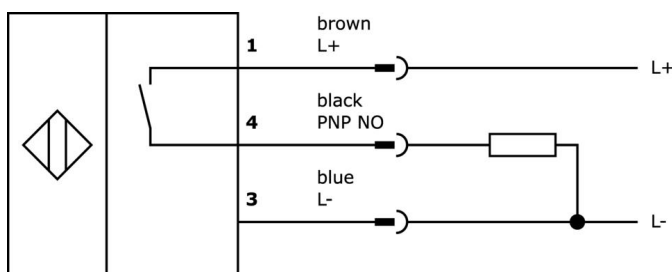 brown
1 L+
L+
black
4 PNP NO
blue
3 L-
L-